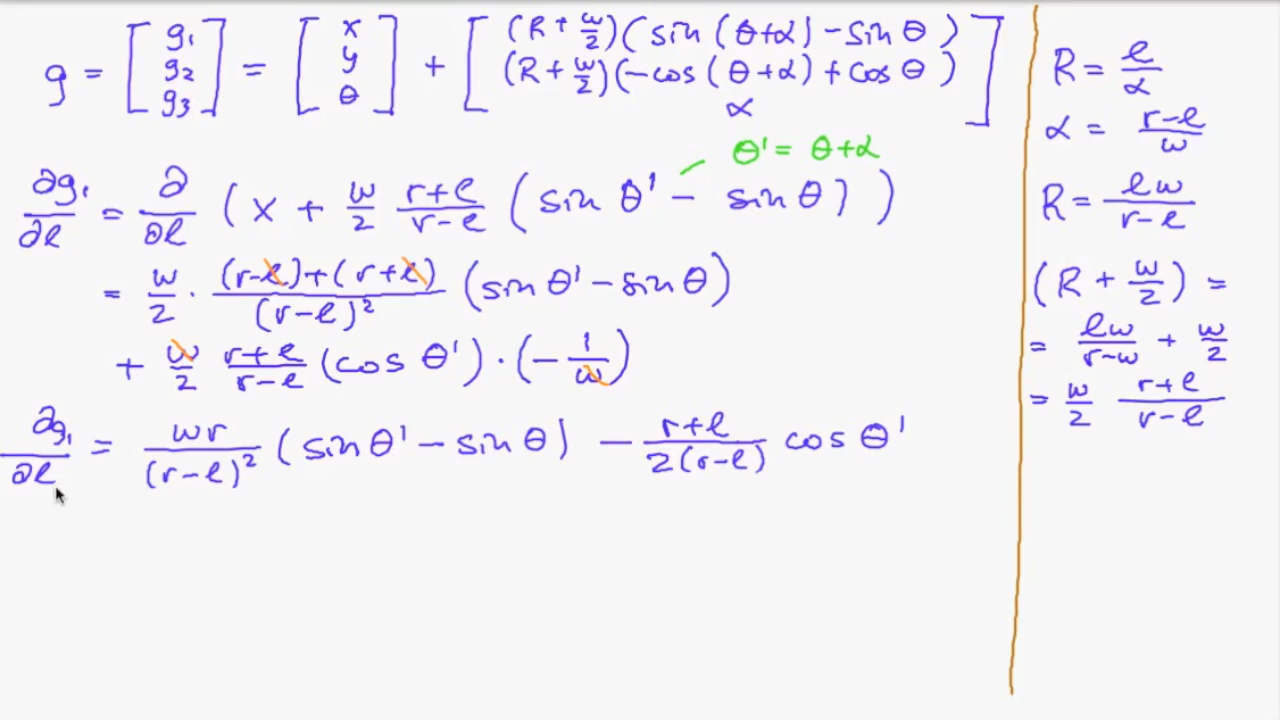 g = [g₁ g₂ g₃] = [x y θ] + [(R + w/2)(sin(θ+α) − sin θ) (R + w/2)(−cos(θ+α) + cos θ) α]
θ' = θ+α
∂g₁/∂l = ∂/∂l (x + w/2 r+l/r−l (sin θ' − sin θ))
= w/2 · (r−l)+(r+l)/(r−l)² (sin θ' − sin θ)
+ w/2 r+l/r−l (cos θ') · (−1/w)
∂g₁/∂l = wr/(r−l)² (sin θ' − sin θ) − r+l/2(r−l) cos θ'
R = l/α
α = r−l/w
R = lw/r−l
(R + w/2) =
= lw/r−w + w/2
= w/2 r+l/r−l